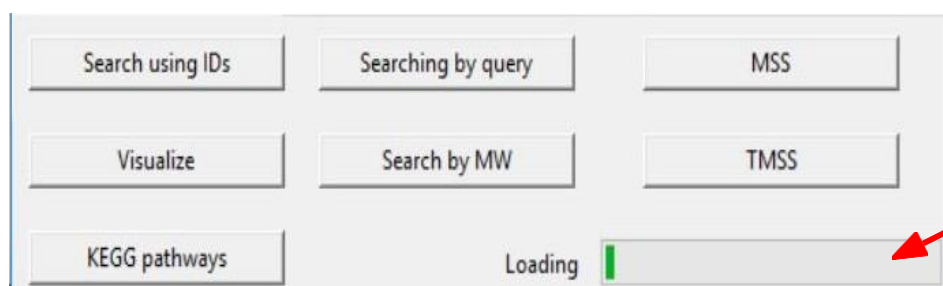 Search using IDs
Searching by query
MSS
Visualize
Search by MW
TMSS
KEGG pathways
Loading